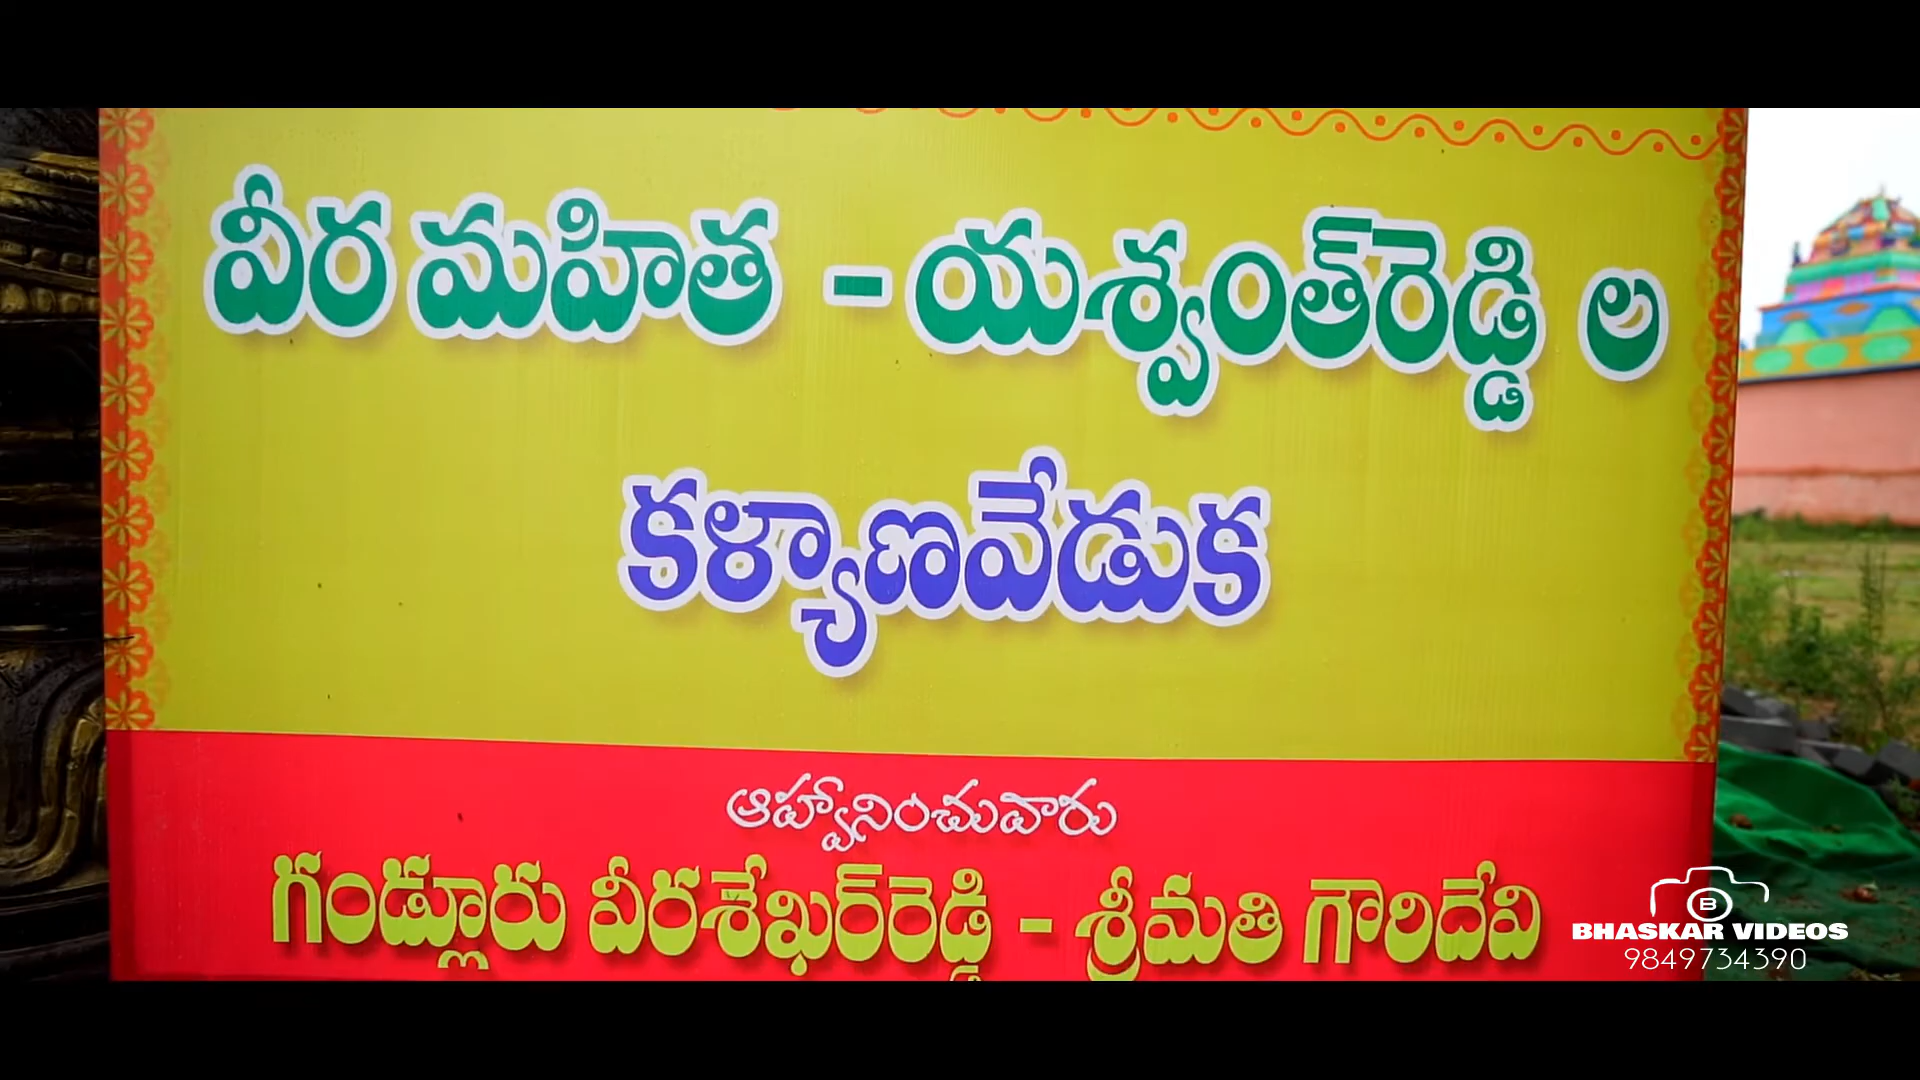 వీర మహిత - యశ్వంత్‌రెడ్డి ల
కళ్యాణవేడుక
ఆహ్వానించువారు
గండ్లూరు వీరశేఖర్‌రెడ్డి - శ్రీమతి గౌరిదేవి
B
BHASKAR VIDEOS
9849734390